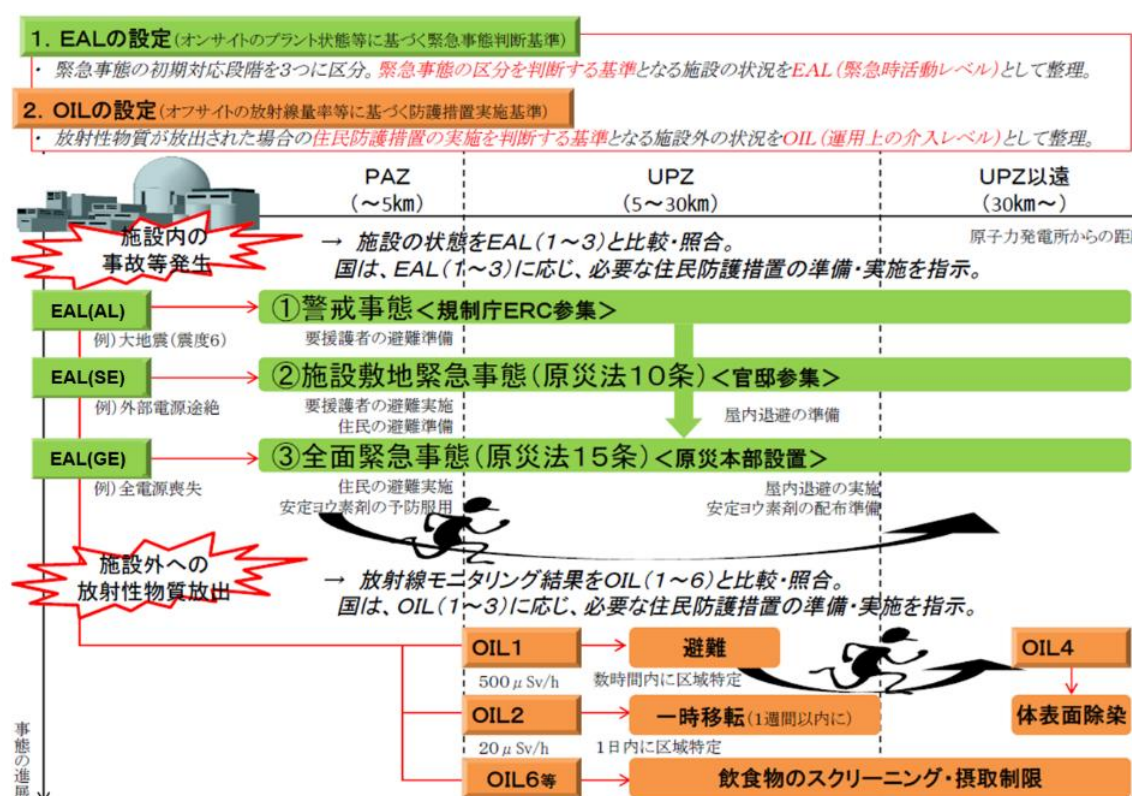 1. EALの設定(オンサイトのプラント状態等に基づく緊急事態判断基準)
・ 緊急事態の初期対応段階を3つに区分。緊急事態の区分を判断する基準となる施設の状況をEAL(緊急時活動レベル)として整理。
2. OILの設定(オフサイトの放射線量率等に基づく防護措置実施基準)
・ 放射性物質が放出された場合の住民防護措置の実施を判断する基準となる施設外の状況をOIL(運用上の介入レベル)として整理。
PAZ
(～5km)
UPZ
(5～30km)
UPZ以遠
(30km～)
原子力発電所からの距
施設内の
事故等発生
→ 施設の状態をEAL(1～3)と比較・照合。
国は、EAL(1～3)に応じ、必要な住民防護措置の準備・実施を指示。
EAL(AL)
①警戒事態<規制庁ERC参集>
例)大地震(震度6)
要援護者の避難準備
EAL(SE)
②施設敷地緊急事態(原災法10条)<官邸参集>
例)外部電源途絶
要援護者の避難実施
住民の避難準備
屋内退避の準備
EAL(GE)
③全面緊急事態(原災法15条)<原災本部設置>
例)全電源喪失
住民の避難実施
安定ヨウ素剤の予防服用
屋内退避の実施
安定ヨウ素剤の配布準備
施設外への
放射性物質放出
→ 放射線モニタリング結果をOIL(1～6)と比較・照合。
国は、OIL(1～3)に応じ、必要な住民防護措置の準備・実施を指示。
OIL1
避難
OIL4
500μSv/h
数時間内に区域特定
OIL2
一時移転(1週間以内に)
体表面除染
20μSv/h
1日内に区域特定
OIL6等
飲食物のスクリーニング・摂取制限
事態の進展